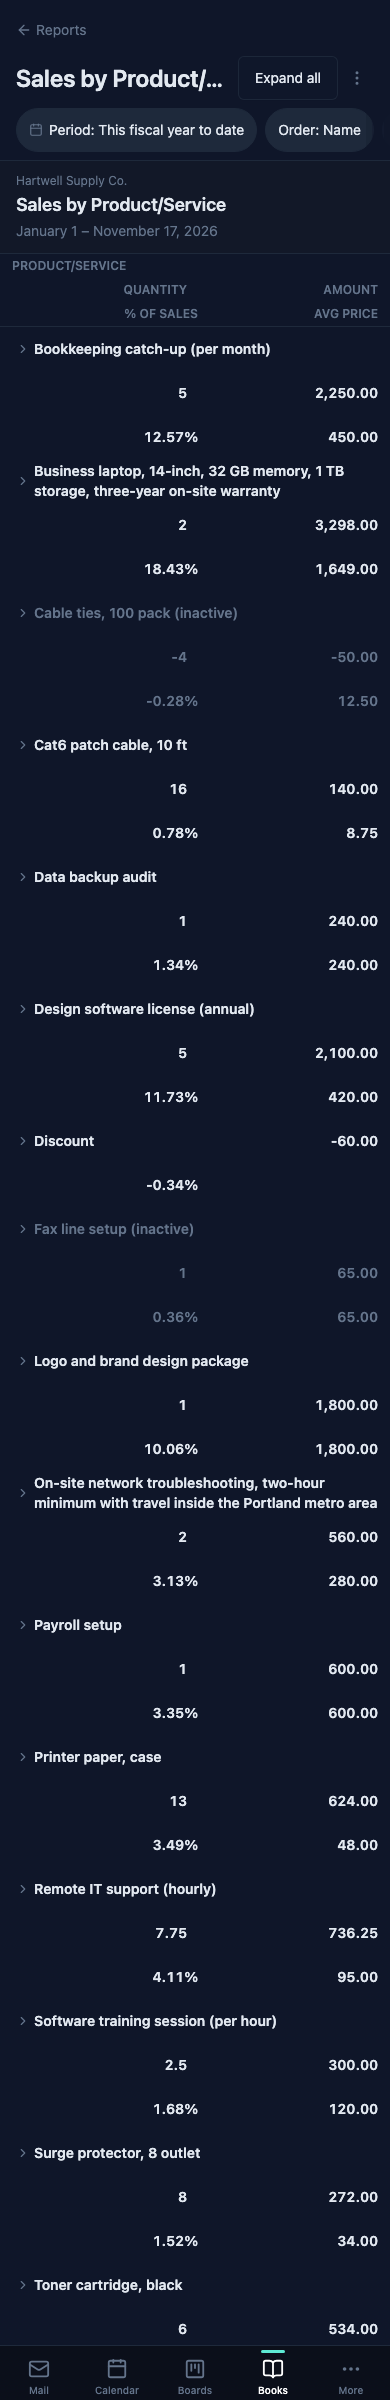 Reports
Sales by Product/...
Expand all
Period: This fiscal year to date
Order: Name
Hartwell Supply Co.
Sales by Product/Service
January 1 – November 17, 2026
PRODUCT/SERVICE
QUANTITY AMOUNT
% OF SALES AVG PRICE
Bookkeeping catch-up (per month)
5 2,250.00
12.57% 450.00
Business laptop, 14-inch, 32 GB memory, 1 TB
storage, three-year on-site warranty
2 3,298.00
18.43% 1,649.00
Cable ties, 100 pack (inactive)
-4 -50.00
-0.28% 12.50
Cat6 patch cable, 10 ft
16 140.00
0.78% 8.75
Data backup audit
1 240.00
1.34% 240.00
Design software license (annual)
5 2,100.00
11.73% 420.00
Discount -60.00
-0.34%
Fax line setup (inactive)
1 65.00
0.36% 65.00
Logo and brand design package
1 1,800.00
10.06% 1,800.00
On-site network troubleshooting, two-hour
minimum with travel inside the Portland metro area
2 560.00
3.13% 280.00
Payroll setup
1 600.00
3.35% 600.00
Printer paper, case
13 624.00
3.49% 48.00
Remote IT support (hourly)
7.75 736.25
4.11% 95.00
Software training session (per hour)
2.5 300.00
1.68% 120.00
Surge protector, 8 outlet
8 272.00
1.52% 34.00
Toner cartridge, black
6 534.00
Mail Calendar Boards Books More